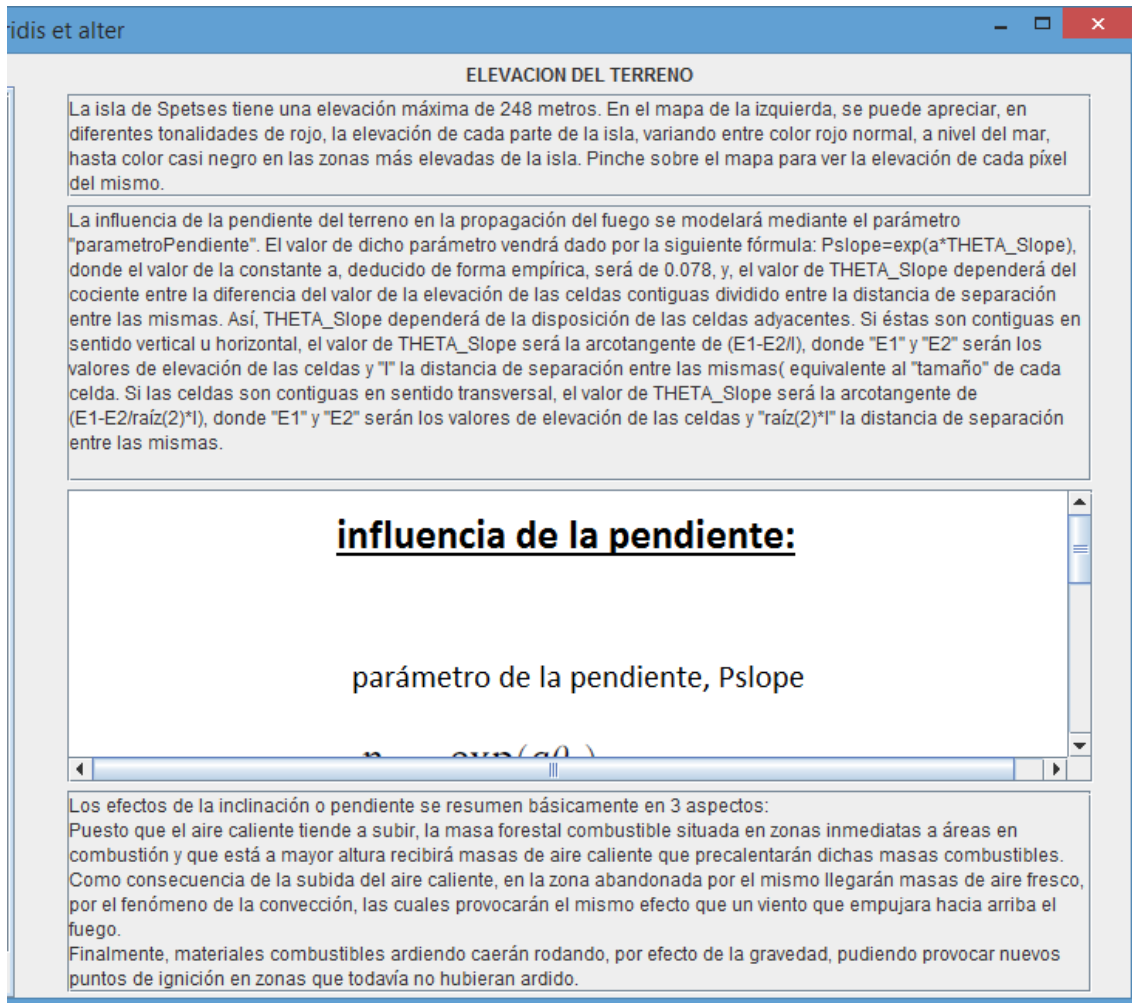 ridis et alter
ELEVACION DEL TERRENO
La isla de Spetses tiene una elevación máxima de 248 metros. En el mapa de la izquierda, se puede apreciar, en
diferentes tonalidades de rojo, la elevación de cada parte de la isla, variando entre color rojo normal, a nivel del mar,
hasta color casi negro en las zonas más elevadas de la isla. Pinche sobre el mapa para ver la elevación de cada píxel
del mismo.
La influencia de la pendiente del terreno en la propagación del fuego se modelará mediante el parámetro
"parametroPendiente". El valor de dicho parámetro vendrá dado por la siguiente fórmula: Pslope=exp(a*THETA_Slope),
donde el valor de la constante a, deducido de forma empírica, será de 0.078, y, el valor de THETA_Slope dependerá del
cociente entre la diferencia del valor de la elevación de las celdas contiguas dividido entre la distancia de separación
entre las mismas. Así, THETA_Slope dependerá de la disposición de las celdas adyacentes. Si éstas son contiguas en
sentido vertical u horizontal, el valor de THETA_Slope será la arcotangente de (E1-E2/l), donde "E1" y "E2" serán los
valores de elevación de las celdas y "l" la distancia de separación entre las mismas( equivalente al "tamaño" de cada
celda. Si las celdas son contiguas en sentido transversal, el valor de THETA_Slope será la arcotangente de
(E1-E2/raíz(2)*l), donde "E1" y "E2" serán los valores de elevación de las celdas y "raíz(2)*l" la distancia de separación
entre las mismas.
influencia de la pendiente:
parámetro de la pendiente, Pslope
Los efectos de la inclinación o pendiente se resumen básicamente en 3 aspectos:
Puesto que el aire caliente tiende a subir, la masa forestal combustible situada en zonas inmediatas a áreas en
combustión y que está a mayor altura recibirá masas de aire caliente que precalentarán dichas masas combustibles.
Como consecuencia de la subida del aire caliente, en la zona abandonada por el mismo llegarán masas de aire fresco,
por el fenómeno de la convección, las cuales provocarán el mismo efecto que un viento que empujara hacia arriba el
fuego.
Finalmente, materiales combustibles ardiendo caerán rodando, por efecto de la gravedad, pudiendo provocar nuevos
puntos de ignición en zonas que todavía no hubieran ardido.